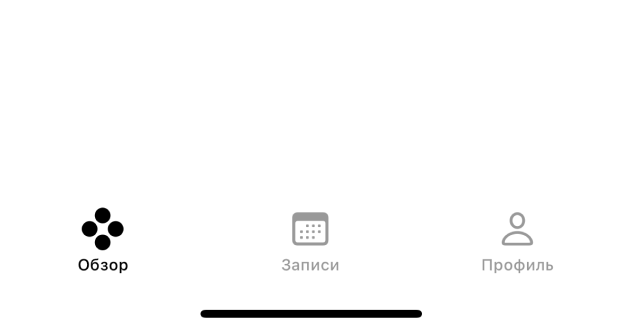 Обзор
Записи
Профиль